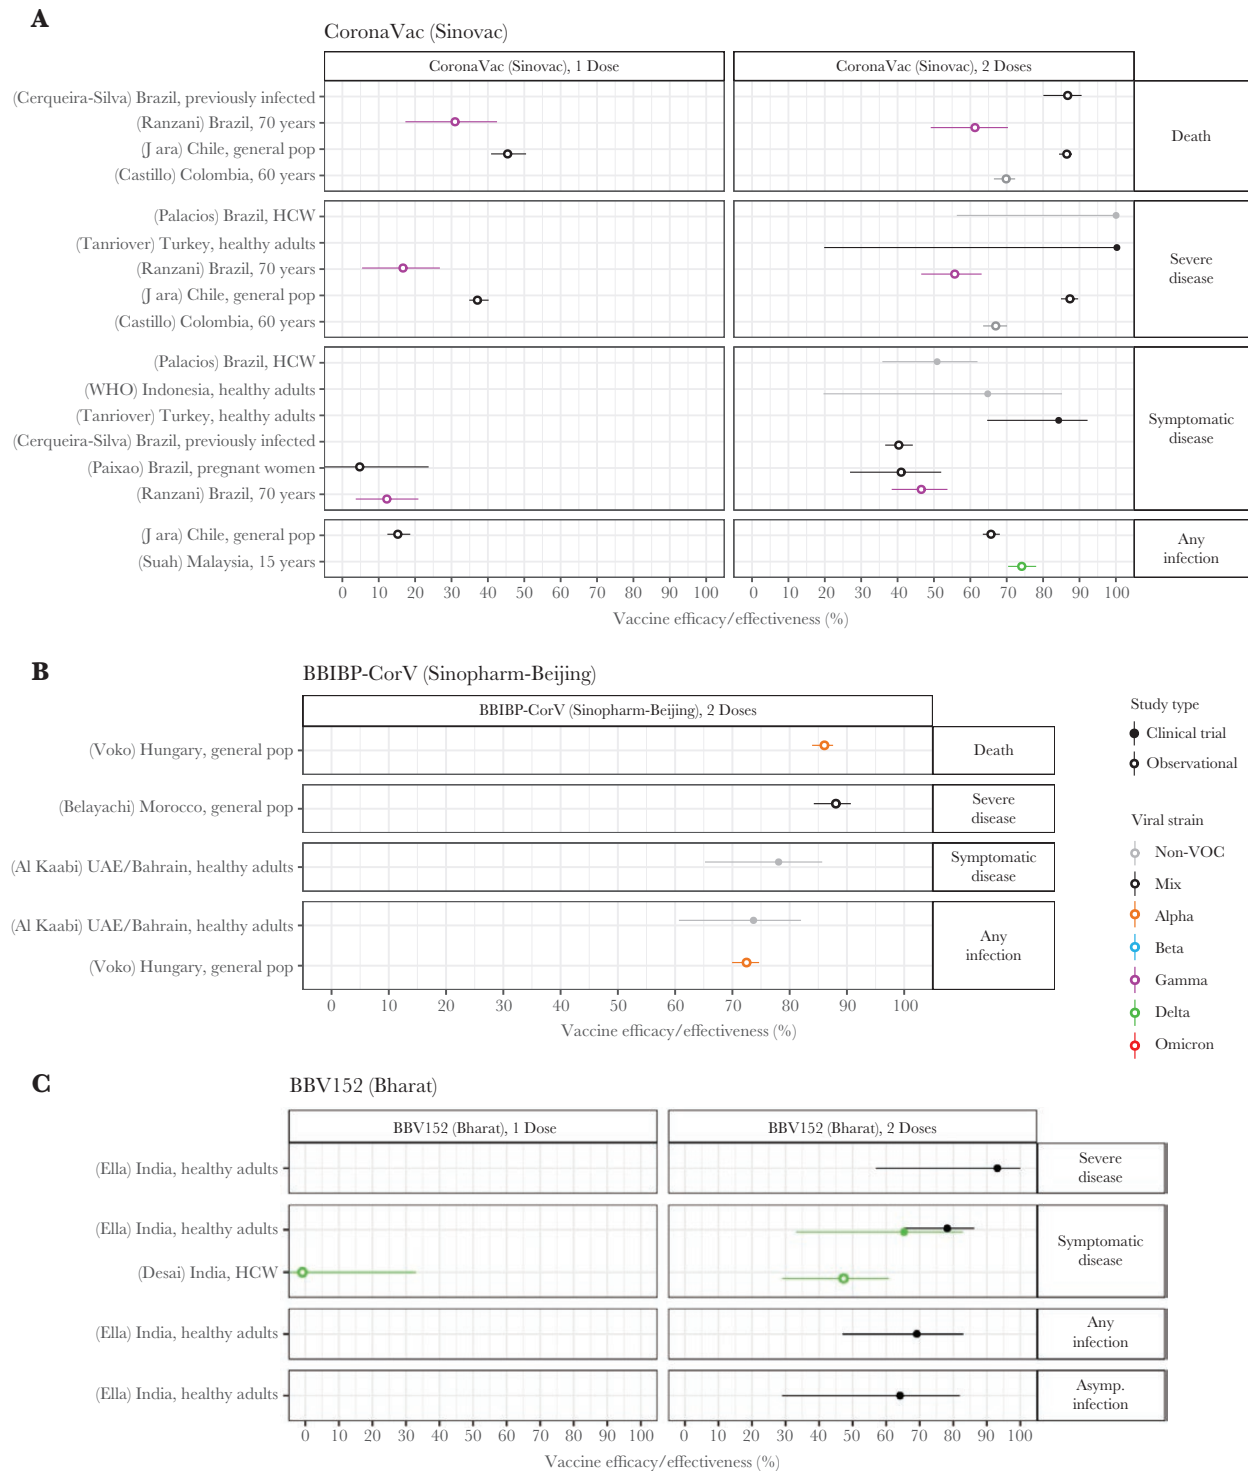 A
CoronaVac (Sinovac)
CoronaVac (Sinovac), 1 Dose
CoronaVac (Sinovac), 2 Doses
(Cerqueira-Silva) Brazil, previously infected
(Ranzani) Brazil, 70 years
(J ara) Chile, general pop
(Castillo) Colombia, 60 years
Death
(Palacios) Brazil, HCW
(Tanriover) Turkey, healthy adults
(Ranzani) Brazil, 70 years
(J ara) Chile, general pop
(Castillo) Colombia, 60 years
Severe
disease
(Palacios) Brazil, HCW
(WHO) Indonesia, healthy adults
(Tanriover) Turkey, healthy adults
(Cerqueira-Silva) Brazil, previously infected
(Paixao) Brazil, pregnant women
(Ranzani) Brazil, 70 years
Symptomatic
disease
(J ara) Chile, general pop
(Suah) Malaysia, 15 years
Any
infection
0 10 20 30 40 50 60 70 80 90 100
0 10 20 30 40 50 60 70 80 90 100
Vaccine efficacy/effectiveness (%)
B
BBIBP-CorV (Sinopharm-Beijing)
BBIBP-CorV (Sinopharm-Beijing), 2 Doses
(Voko) Hungary, general pop
Death
(Belayachi) Morocco, general pop
Severe
disease
(Al Kaabi) UAE/Bahrain, healthy adults
Symptomatic
disease
(Al Kaabi) UAE/Bahrain, healthy adults
(Voko) Hungary, general pop
Any
infection
0 10 20 30 40 50 60 70 80 90 100
Vaccine efficacy/effectiveness (%)
Study type
Clinical trial
Observational
Viral strain
Non-VOC
Mix
Alpha
Beta
Gamma
Delta
Omicron
C
BBV152 (Bharat)
BBV152 (Bharat), 1 Dose
BBV152 (Bharat), 2 Doses
(Ella) India, healthy adults
Severe
disease
(Ella) India, healthy adults
(Desai) India, HCW
Symptomatic
disease
(Ella) India, healthy adults
Any
infection
(Ella) India, healthy adults
Asymp.
infection
0 10 20 30 40 50 60 70 80 90 100
0 10 20 30 40 50 60 70 80 90 100
Vaccine efficacy/effectiveness (%)